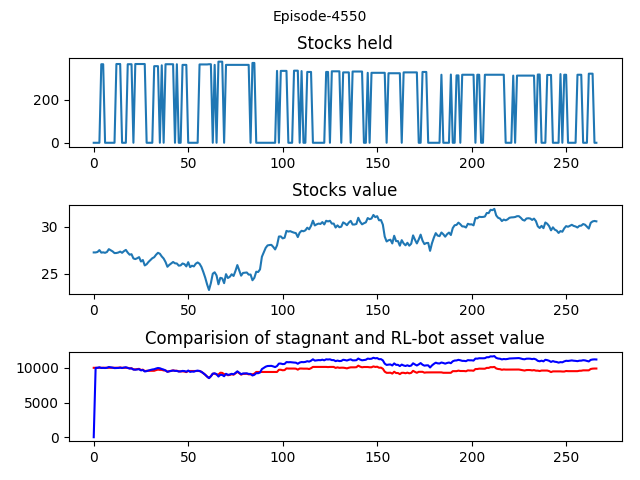 Episode-4550
Stocks held
200
0
0 50 100 150 200 250
Stocks value
30
25
0 50 100 150 200 250
Comparision of stagnant and RL-bot asset value
10000
5000
0
0 50 100 150 200 250